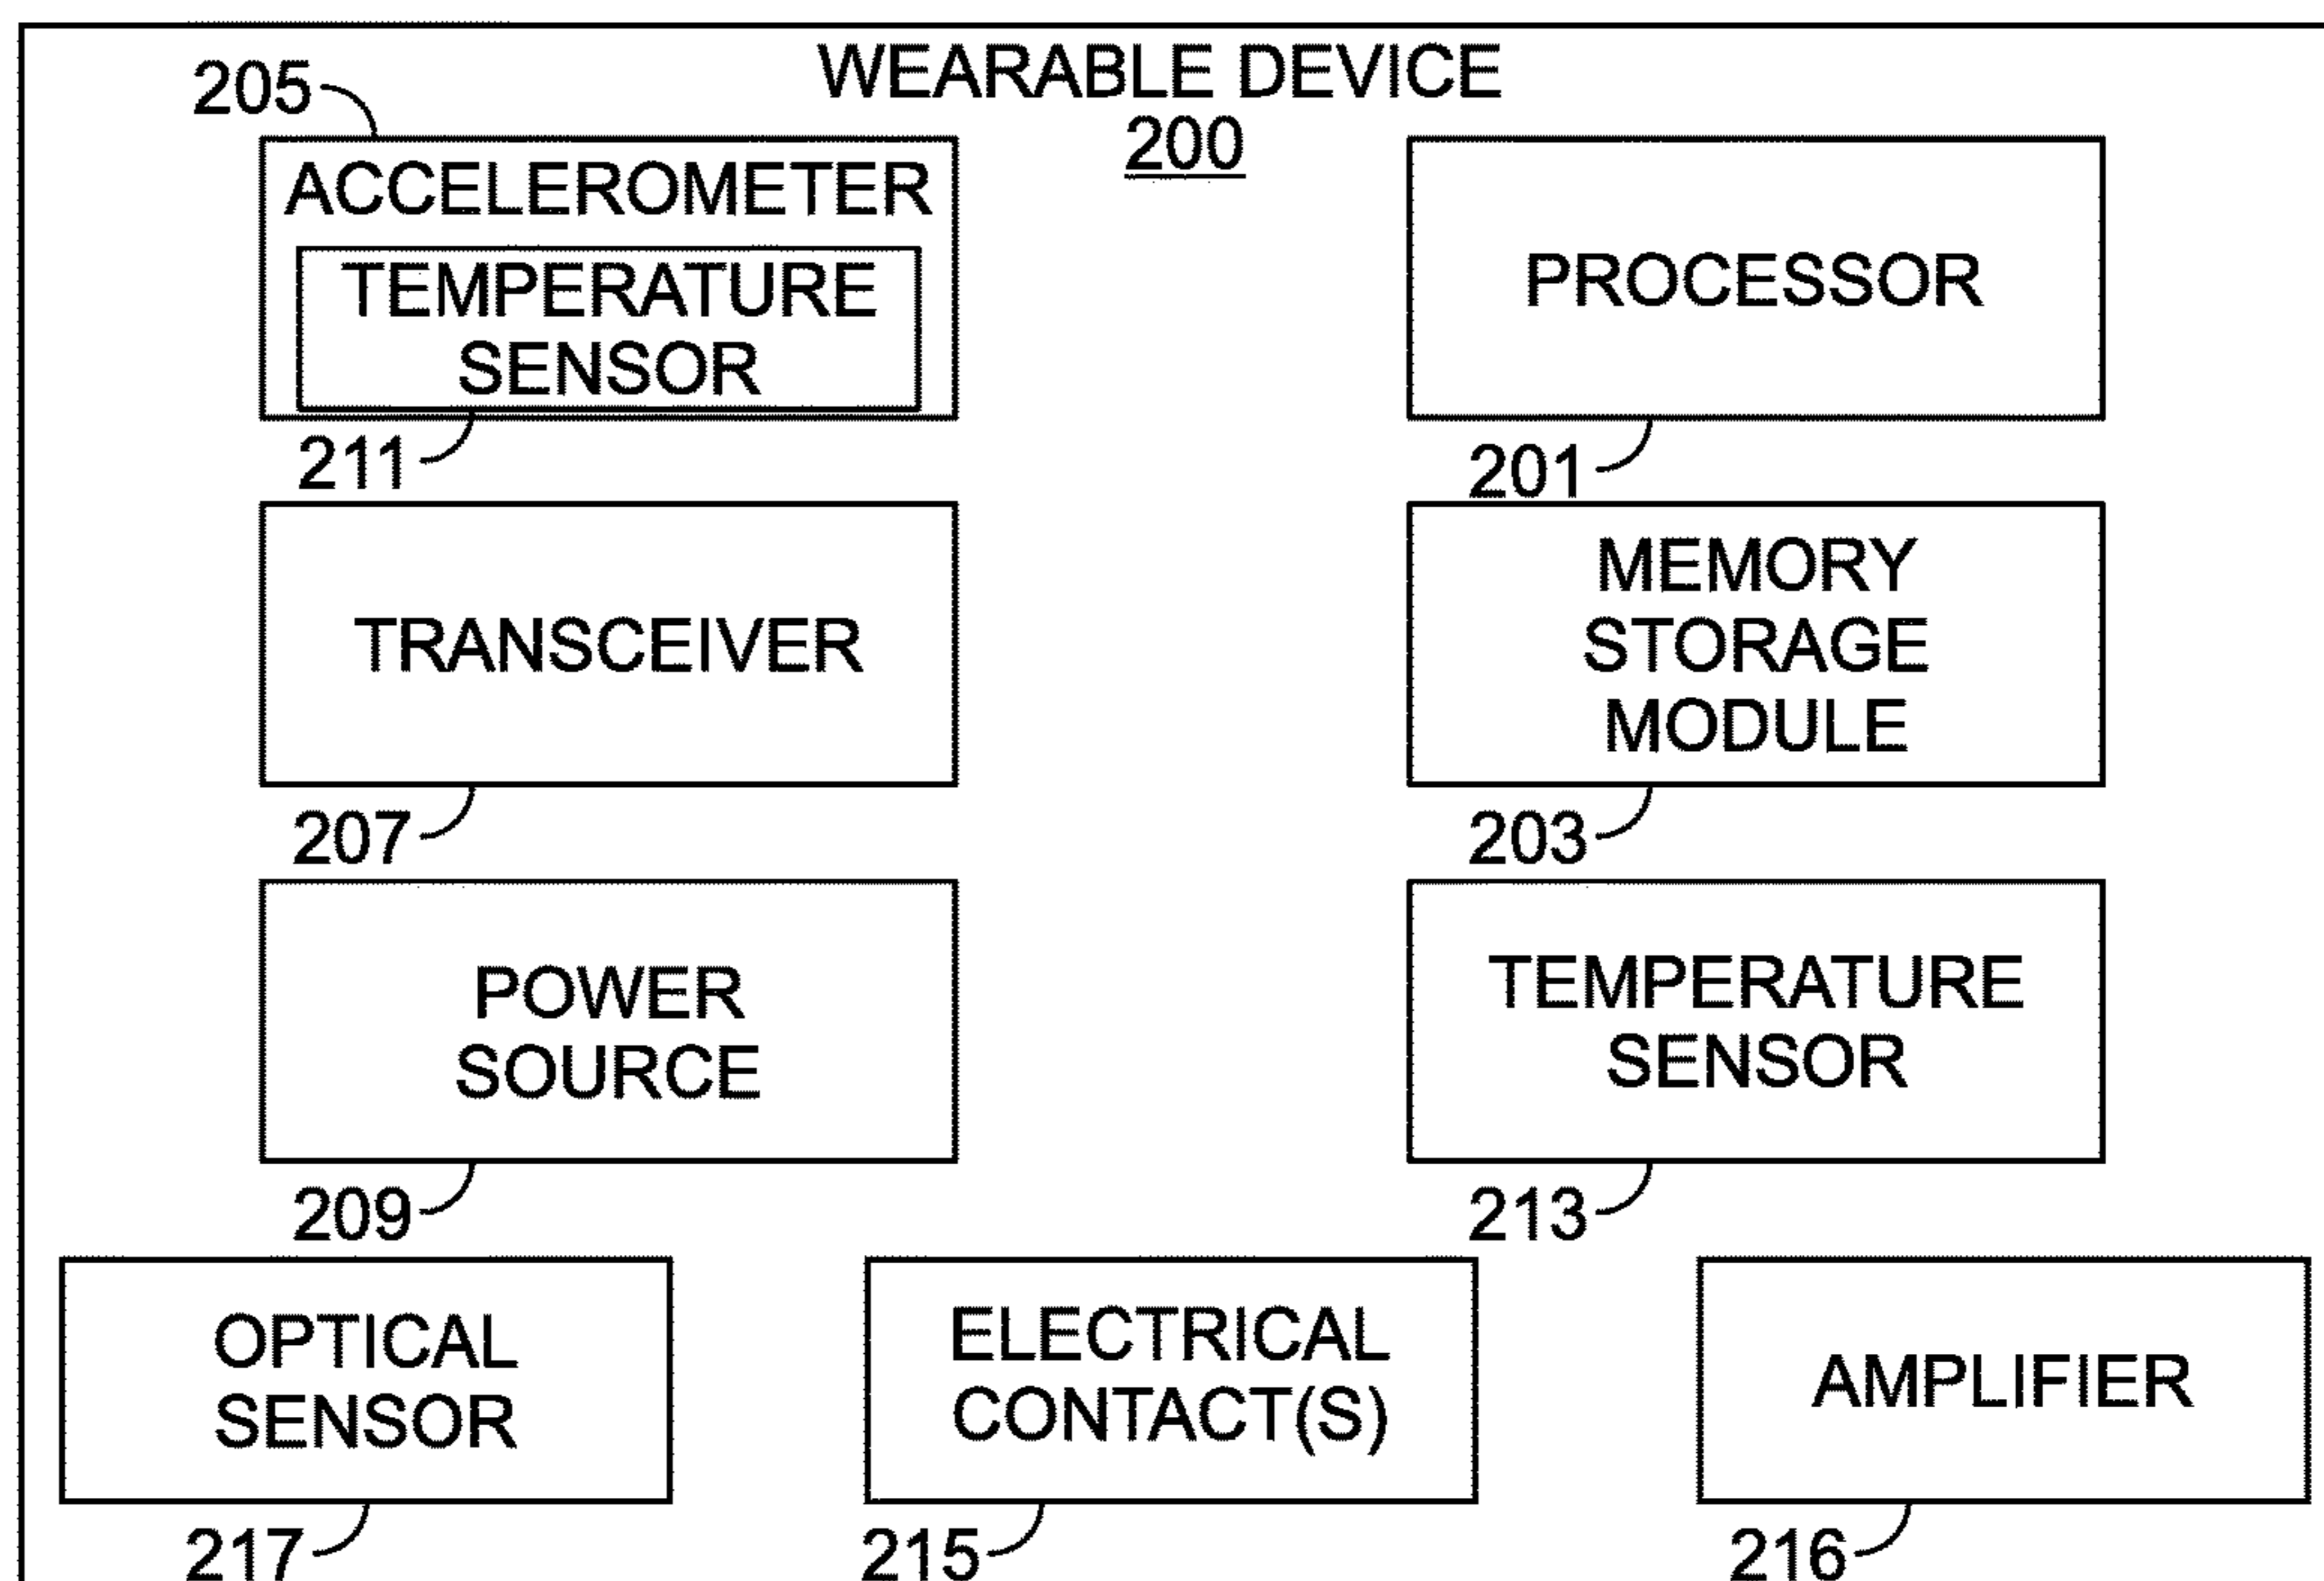 WEARABLE DEVICE
200
205
ACCELEROMETER
TEMPERATURE
SENSOR
211
PROCESSOR
201
TRANSCEIVER
207
MEMORY
STORAGE
MODULE
203
POWER
SOURCE
209
TEMPERATURE
SENSOR
213
OPTICAL
SENSOR
217
ELECTRICAL
CONTACT(S)
215
AMPLIFIER
216